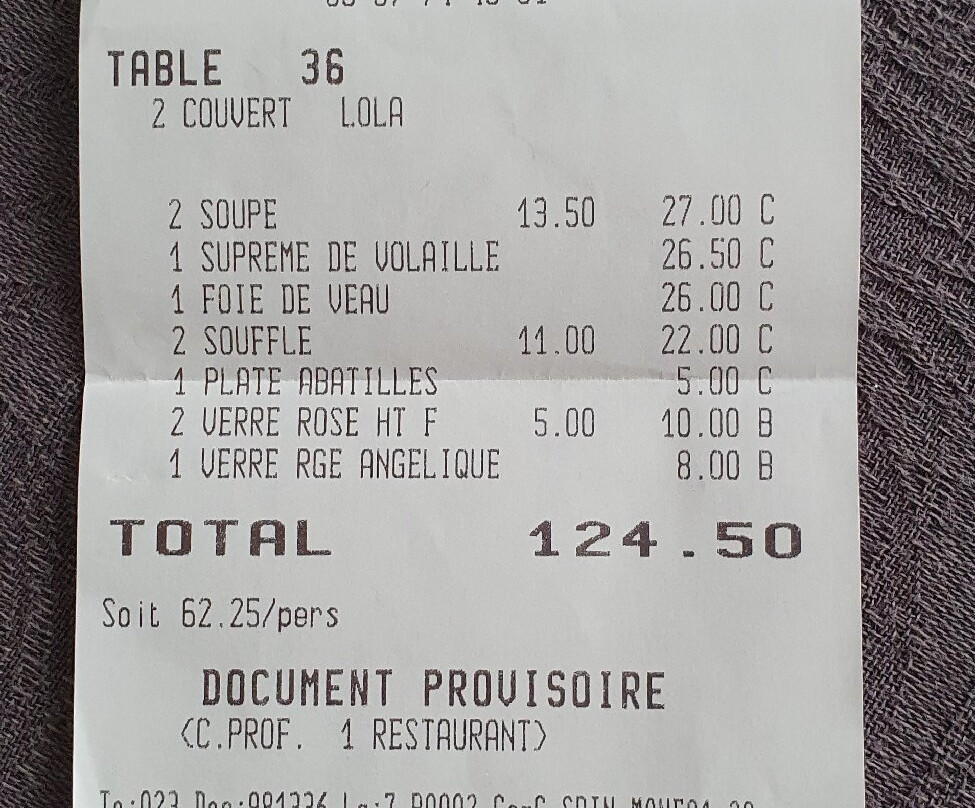 TABLE 36
2 COUVERT LOLA
2 SOUPE 13.50 27.00 C
1 SUPREME DE VOLAILLE 26.50 C
1 FOIE DE VEAU 26.00 C
2 SOUFFLE 11.00 22.00 C
1 PLATE ABATILLES 5.00 C
2 VERRE ROSE HT F 5.00 10.00 B
1 VERRE RGE ANGELIQUE 8.00 B
TOTAL 124.50
Soit 62.25/pers
DOCUMENT PROVISOIRE
(C.PROF. 1 RESTAURANT)